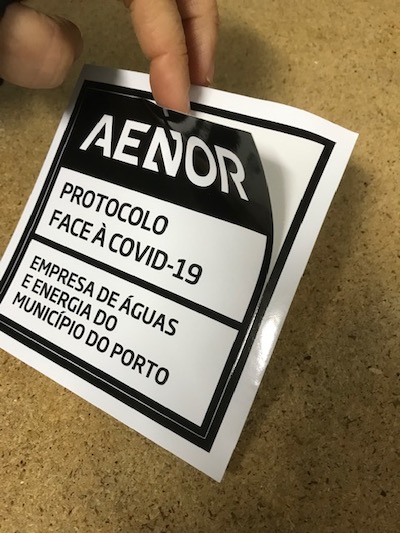 AENOR
PROTOCOLO
FACE À COVID-19
EMPRESA DE ÁGUAS
E ENERGIA DO
MUNICÍPIO DO PORTO